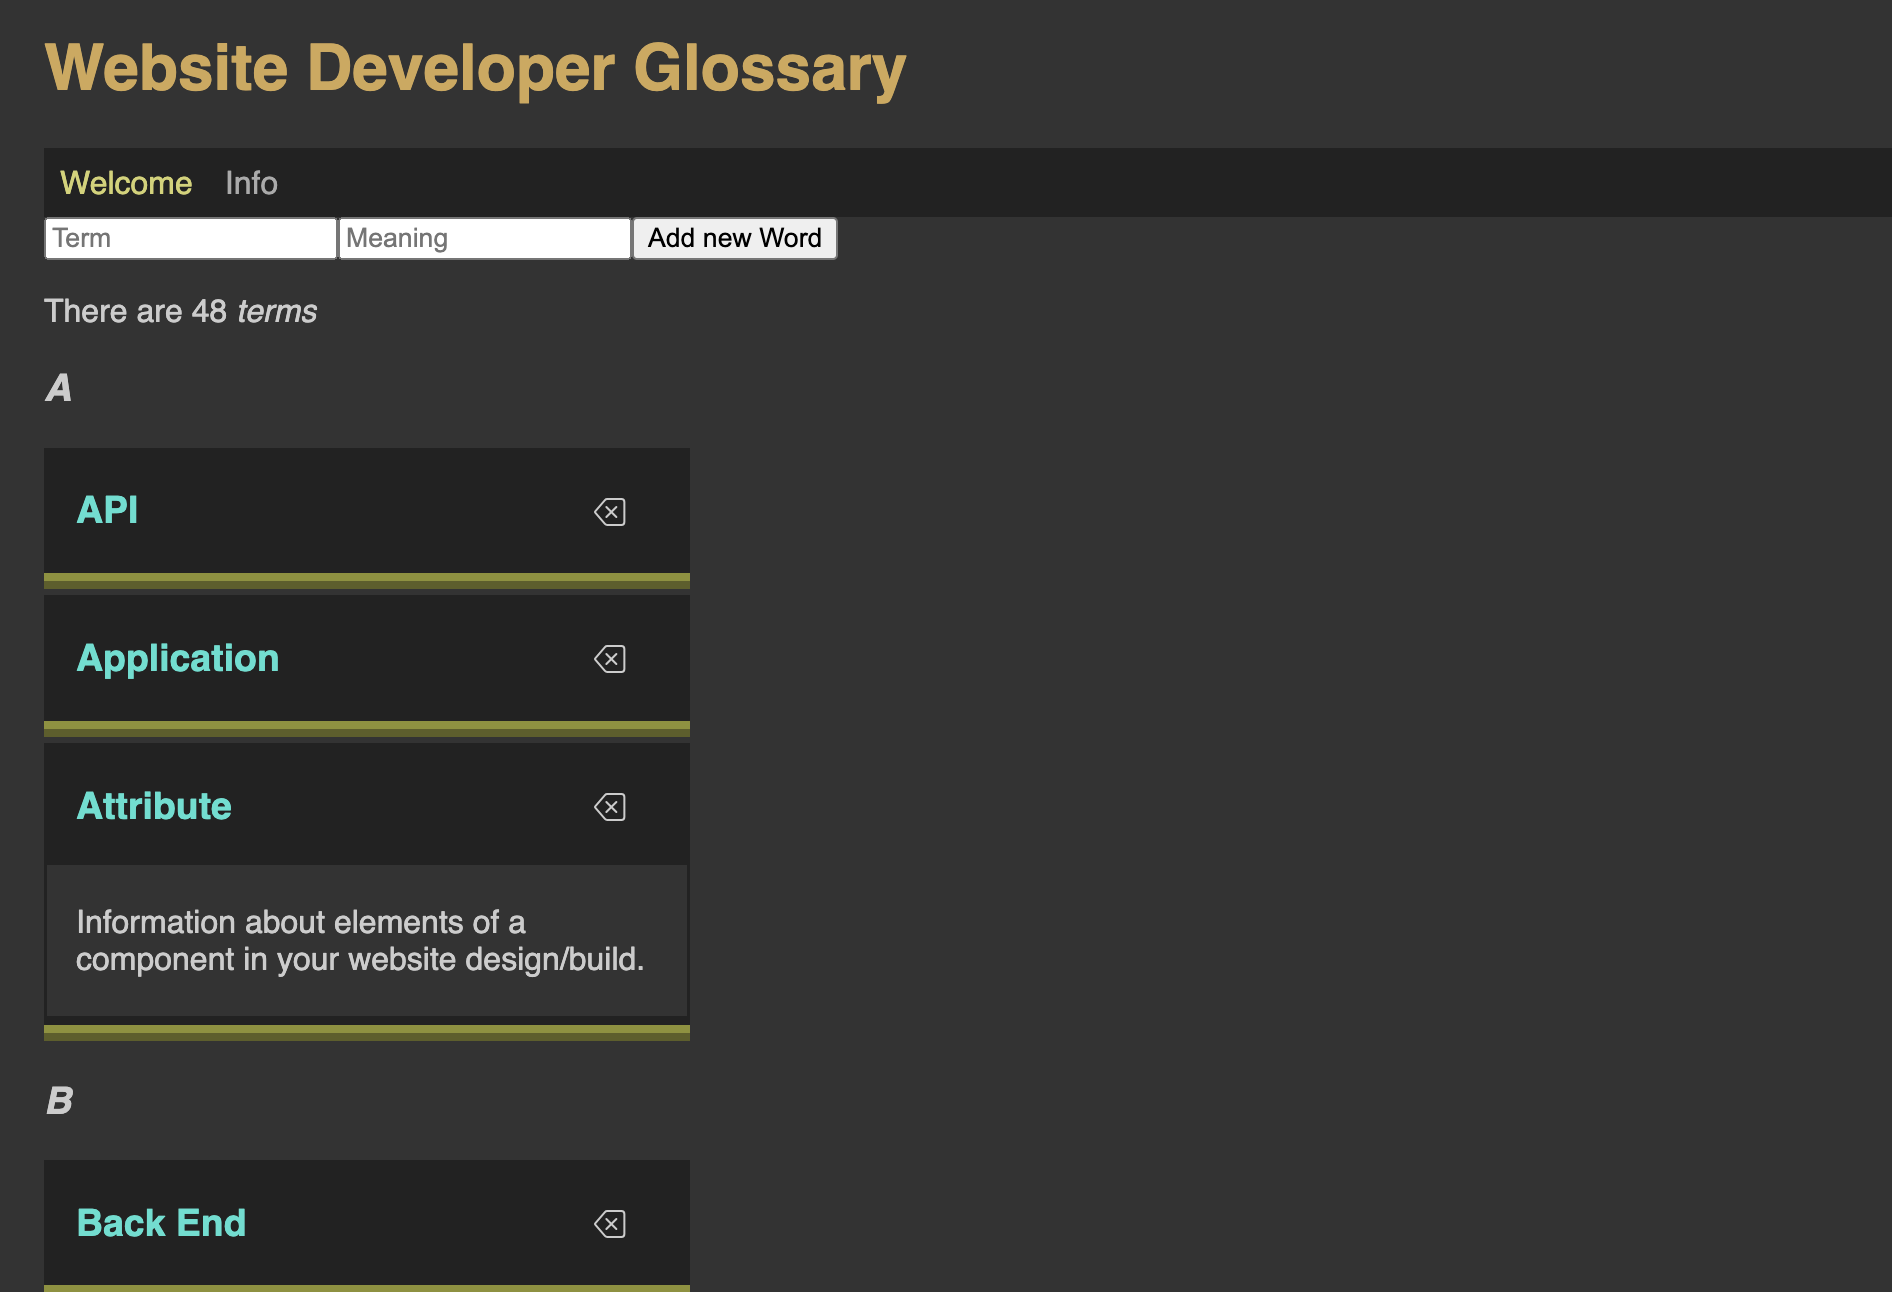 Website Developer Glossary
Welcome Info
Term Meaning Add new Word
There are 48 terms
A
API
Application
Attribute
Information about elements of a
component in your website design/build.
B
Back End